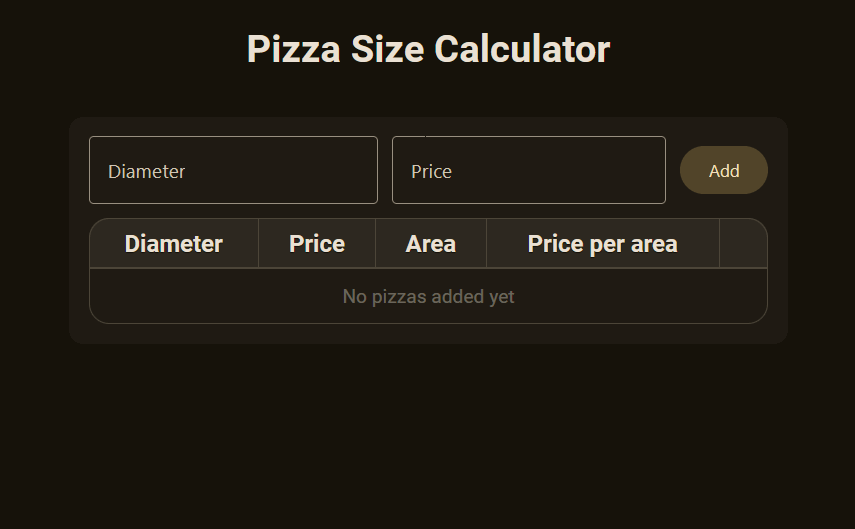 Pizza Size Calculator
Diameter Price Add
Diameter Price Area Price per area
No pizzas added yet